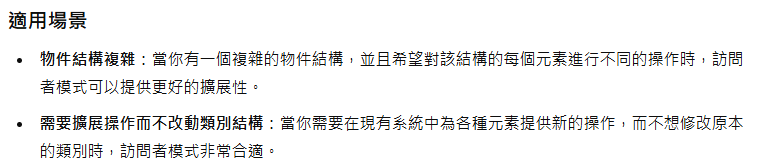 適用場景
• 物件結構複雜：當你有一個複雜的物件結構，並且希望對該結構的每個元素進行不同的操作時，訪問
者模式可以提供更好的擴展性。
• 需要擴展操作而不改動類別結構：當你需要在現有系統中為各種元素提供新的操作，而不想修改原本
的類別時，訪問者模式非常合適。